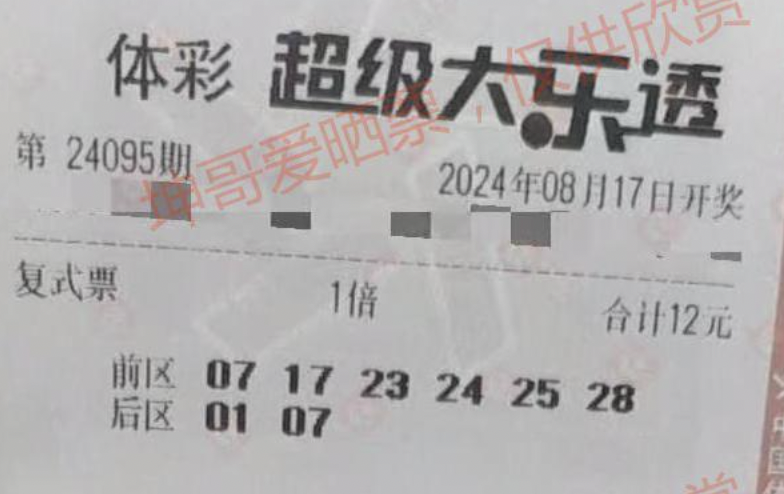 体彩 超级大乐透
第 24095期
2024年08月17日开奖
复式票 1倍 合计12元
前区 07 17 23 24 25 28
后区 01 07
坤哥爱晒票，仅供欣赏